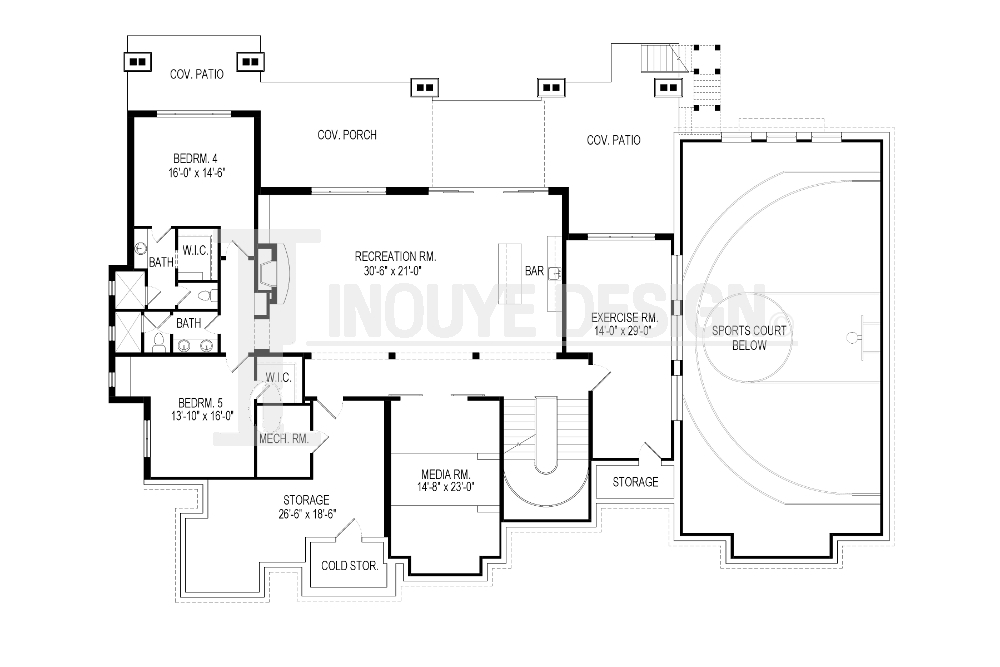 COV. PATIO
COV. PORCH
COV. PATIO
BEDRM. 4
16'-0" x 14'-6"
W.I.C.
BATH
RECREATION RM.
30'-6" x 21'-0"
BAR
INOUYE DESIGN
EXERCISE RM.
14'-0" x 29'-0"
SPORTS COURT
BELOW
BATH
W.I.C.
BEDRM. 5
13'-10" x 16'-0"
MECH. RM.
MEDIA RM.
14'-8" x 23'-0"
STORAGE
STORAGE
26'-6" x 18'-6"
COLD STOR.